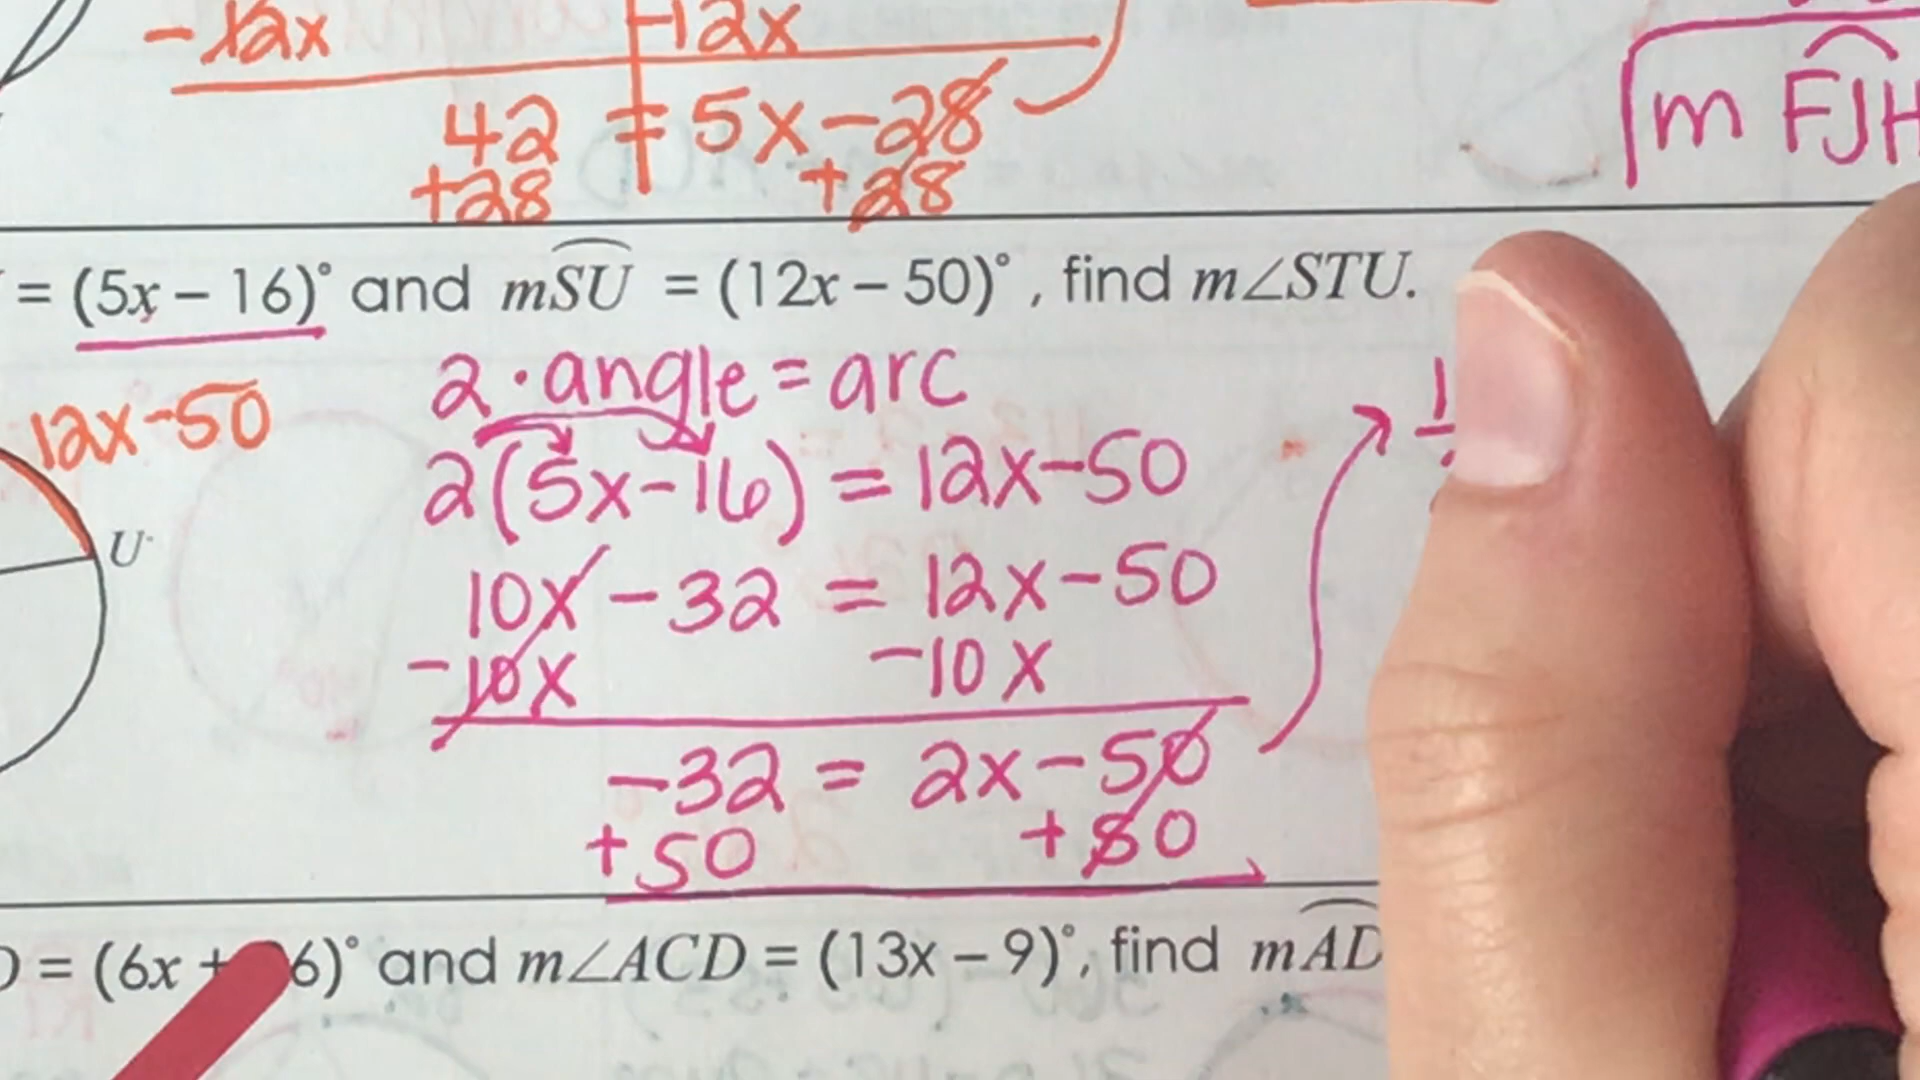 -12x -12x
42 = 5x-28
+28 +28
m FJH
= (5x – 16)° and mSU = (12x – 50)°, find m∠STU.
12x-50
2 · angle = arc
2(5x-16) = 12x-50
U
10x - 32 = 12x-50
-10x -10x
-32 = 2x-50
+50 +50
= (6x + 6)° and m∠ACD = (13x – 9)°, find mAD